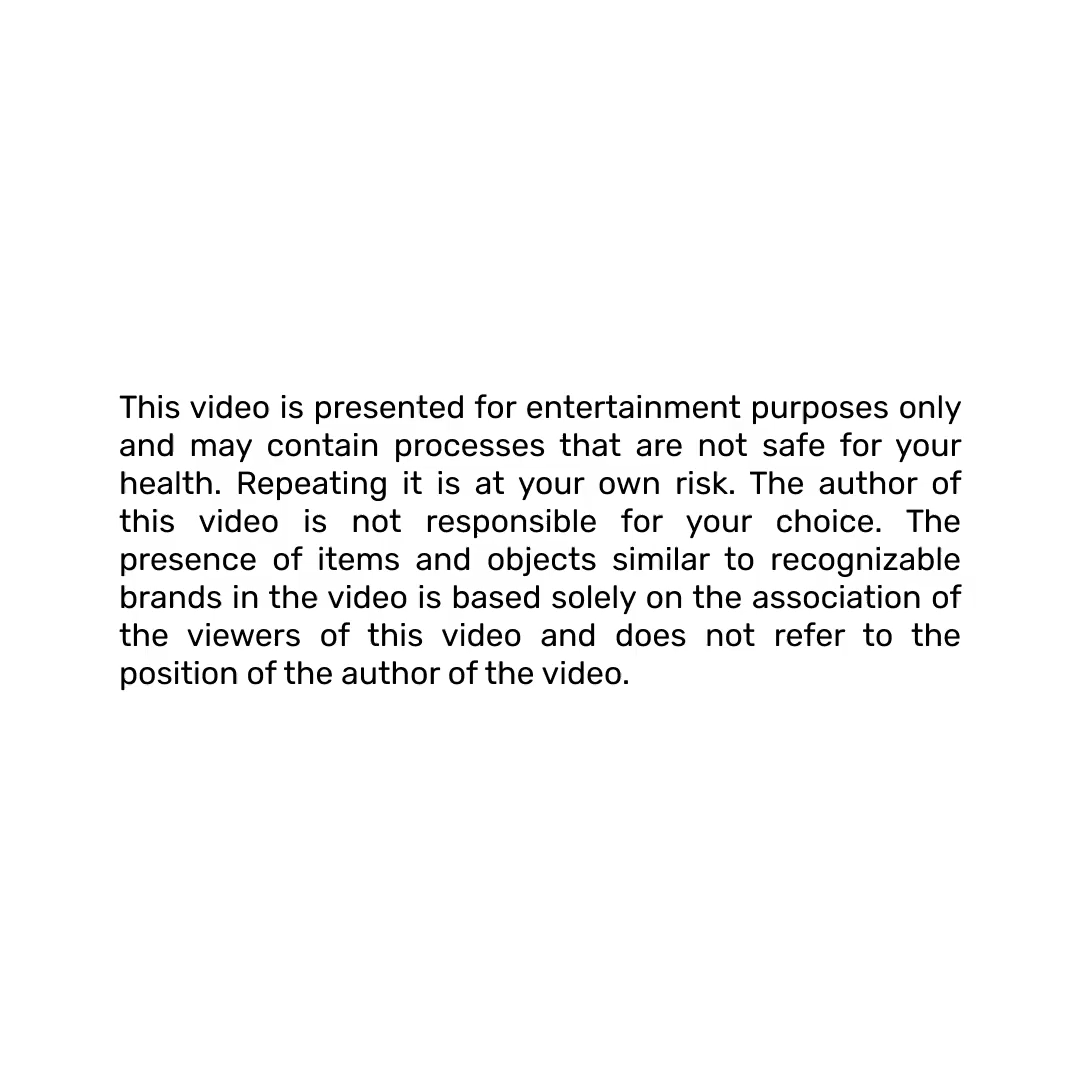 This video is presented for entertainment purposes only
and may contain processes that are not safe for your
health. Repeating it is at your own risk. The author of
this video is not responsible for your choice. The
presence of items and objects similar to recognizable
brands in the video is based solely on the association of
the viewers of this video and does not refer to the
position of the author of the video.